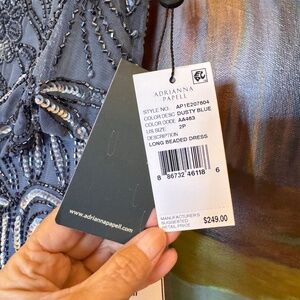 ADRIANNA
PAPELL
STYLE NO. AP1E207804
COLOR DESC DUSTY BLUE
COLOR CODE AA463
US SIZE 2P
DESCRIPTION
LONG BEADED DRESS
8 86732 46118 6
MANUFACTURER'S
SUGGESTED
RETAIL PRICE $249.00
www.adriannapapell.com